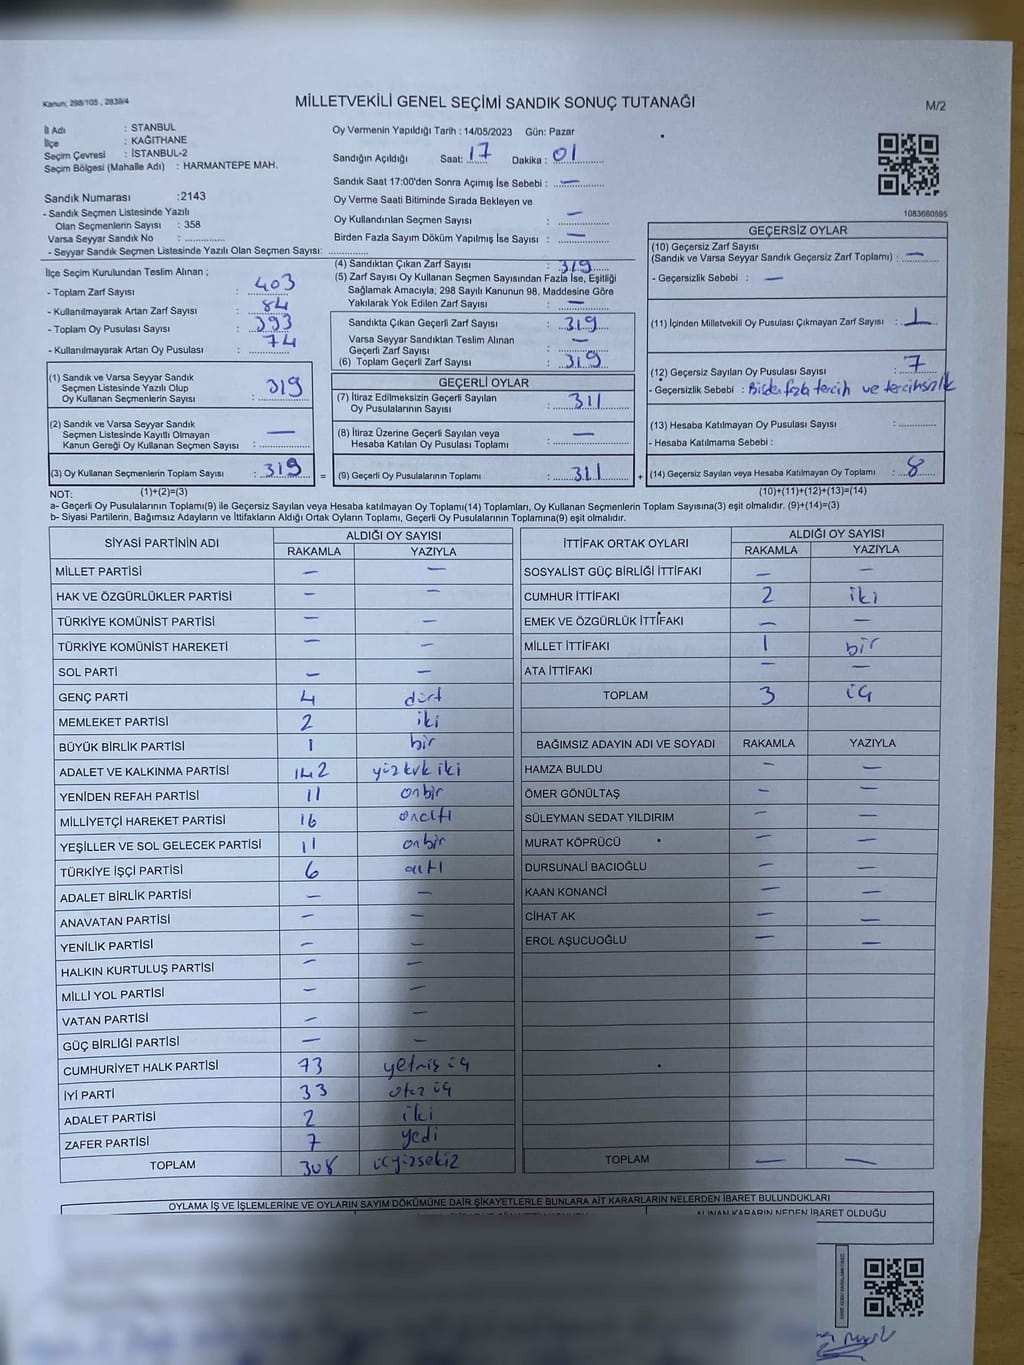 Kanun; 298/105 , 2839/4
MİLLETVEKİLİ GENEL SEÇİMİ SANDIK SONUÇ TUTANAĞI
M/2
İl Adı : STANBUL
İlçe : KAĞITHANE
Seçim Çevresi : İSTANBUL-2
Seçim Bölgesi (Mahalle Adı) : HARMANTEPE MAH.
Sandık Numarası :2143
- Sandık Seçmen Listesinde Yazılı
Olan Seçmenlerin Sayısı : 358
Varsa Seyyar Sandık No :
- Seyyar Sandık Seçmen Listesinde Yazılı Olan Seçmen Sayısı:
Oy Vermenin Yapıldığı Tarih : 14/05/2023 Gün: Pazar
Sandığın Açıldığı Saat: 17 Dakika : 01
Sandık Saat 17:00'den Sonra Açımış İse Sebebi : —
Oy Verme Saati Bitiminde Sırada Bekleyen ve
Oy Kullandırılan Seçmen Sayısı : —
Birden Fazla Sayım Döküm Yapılmış İse Sayısı : —
1083660595
İlçe Seçim Kurulundan Teslim Alınan ;
- Toplam Zarf Sayısı : 403
- Kullanılmayarak Artan Zarf Sayısı : 84
- Toplam Oy Pusulası Sayısı : 393
- Kullanılmayarak Artan Oy Pusulası : 74
(1) Sandık ve Varsa Seyyar Sandık
Seçmen Listesinde Yazılı Olup
Oy Kullanan Seçmenlerin Sayısı : 319
(2) Sandık ve Varsa Seyyar Sandık
Seçmen Listesinde Kayıtlı Olmayan
Kanun Gereği Oy Kullanan Seçmen Sayısı : —
(3) Oy Kullanan Seçmenlerin Toplam Sayısı : 319
(4) Sandıktan Çıkan Zarf Sayısı : 319
(5) Zarf Sayısı Oy Kullanan Seçmen Sayısından Fazla İse, Eşitliği
Sağlamak Amacıyla, 298 Sayılı Kanunun 98. Maddesine Göre
Yakılarak Yok Edilen Zarf Sayısı : —
Sandıkta Çıkan Geçerli Zarf Sayısı : 319
Varsa Seyyar Sandıktan Teslim Alınan
Geçerli Zarf Sayısı : —
(6) Toplam Geçerli Zarf Sayısı : 319
GEÇERLİ OYLAR
(7) İtiraz Edilmeksizin Geçerli Sayılan
Oy Pusulalarının Sayısı : 311
(8) İtiraz Üzerine Geçerli Sayılan veya
Hesaba Katılan Oy Pusulası Toplamı : —
= (9) Geçerli Oy Pusulalarının Toplamı : 311
GEÇERSİZ OYLAR
(10) Geçersiz Zarf Sayısı
(Sandık ve Varsa Seyyar Sandık Geçersiz Zarf Toplamı) : —
- Geçersizlik Sebebi : —
(11) İçinden Milletvekili Oy Pusulası Çıkmayan Zarf Sayısı : 1
(12) Geçersiz Sayılan Oy Pusulası Sayısı : 7
- Geçersizlik Sebebi : Birden fazla tercih ve tercihsizlik
(13) Hesaba Katılmayan Oy Pusulası Sayısı :
- Hesaba Katılmama Sebebi :
+ (14) Geçersiz Sayılan veya Hesaba Katılmayan Oy Toplamı : 8
NOT: (1)+(2)=(3)
(10)+(11)+(12)+(13)=(14)
a- Geçerli Oy Pusulalarının Toplamı(9) ile Geçersiz Sayılan veya Hesaba katılmayan Oy Toplamı(14) Toplamları, Oy Kullanan Seçmenlerin Toplam Sayısına(3) eşit olmalıdır. (9)+(14)=(3)
b- Siyasi Partilerin, Bağımsız Adayların ve İttifakların Aldığı Ortak Oyların Toplamı, Geçerli Oy Pusulalarının Toplamına(9) eşit olmalıdır.
SİYASİ PARTİNİN ADI
ALDIĞI OY SAYISI
RAKAMLA YAZIYLA
MİLLET PARTİSİ — —
HAK VE ÖZGÜRLÜKLER PARTİSİ — —
TÜRKİYE KOMÜNİST PARTİSİ — —
TÜRKİYE KOMÜNİST HAREKETİ — —
SOL PARTİ — —
GENÇ PARTİ 4 dört
MEMLEKET PARTİSİ 2 iki
BÜYÜK BİRLİK PARTİSİ 1 bir
ADALET VE KALKINMA PARTİSİ 142 yüzkırk iki
YENİDEN REFAH PARTİSİ 11 onbir
MİLLİYETÇİ HAREKET PARTİSİ 16 onaltı
YEŞİLLER VE SOL GELECEK PARTİSİ 11 onbir
TÜRKİYE İŞÇİ PARTİSİ 6 altı
ADALET BİRLİK PARTİSİ — —
ANAVATAN PARTİSİ — —
YENİLİK PARTİSİ — —
HALKIN KURTULUŞ PARTİSİ — —
MİLLİ YOL PARTİSİ — —
VATAN PARTİSİ — —
GÜÇ BİRLİĞİ PARTİSİ — —
CUMHURİYET HALK PARTİSİ 73 yetmiş üç
İYİ PARTİ 33 otuz üç
ADALET PARTİSİ 2 iki
ZAFER PARTİSİ 7 yedi
TOPLAM 308 üçyüzsekiz
İTTİFAK ORTAK OYLARI
ALDIĞI OY SAYISI
RAKAMLA YAZIYLA
SOSYALİST GÜÇ BİRLİĞİ İTTİFAKI — —
CUMHUR İTTİFAKI 2 iki
EMEK VE ÖZGÜRLÜK İTTİFAKI — —
MİLLET İTTİFAKI 1 bir
ATA İTTİFAKI — —
TOPLAM 3 üç
BAĞIMSIZ ADAYIN ADI VE SOYADI RAKAMLA YAZIYLA
HAMZA BULDU — —
ÖMER GÖNÜLTAŞ — —
SÜLEYMAN SEDAT YILDIRIM — —
MURAT KÖPRÜCÜ — —
DURSUNALİ BACIOĞLU — —
KAAN KONANCİ — —
CİHAT AK — —
EROL AŞUCUOĞLU — —
TOPLAM — —
OYLAMA İŞ VE İŞLEMLERİNE VE OYLARIN SAYIM DÖKÜMÜNE DAİR ŞİKAYETLERLE BUNLARA AİT KARARLARIN NELERDEN İBARET BULUNDUKLARI
ALINAN KARARIN NEDEN İBARET OLDUĞU